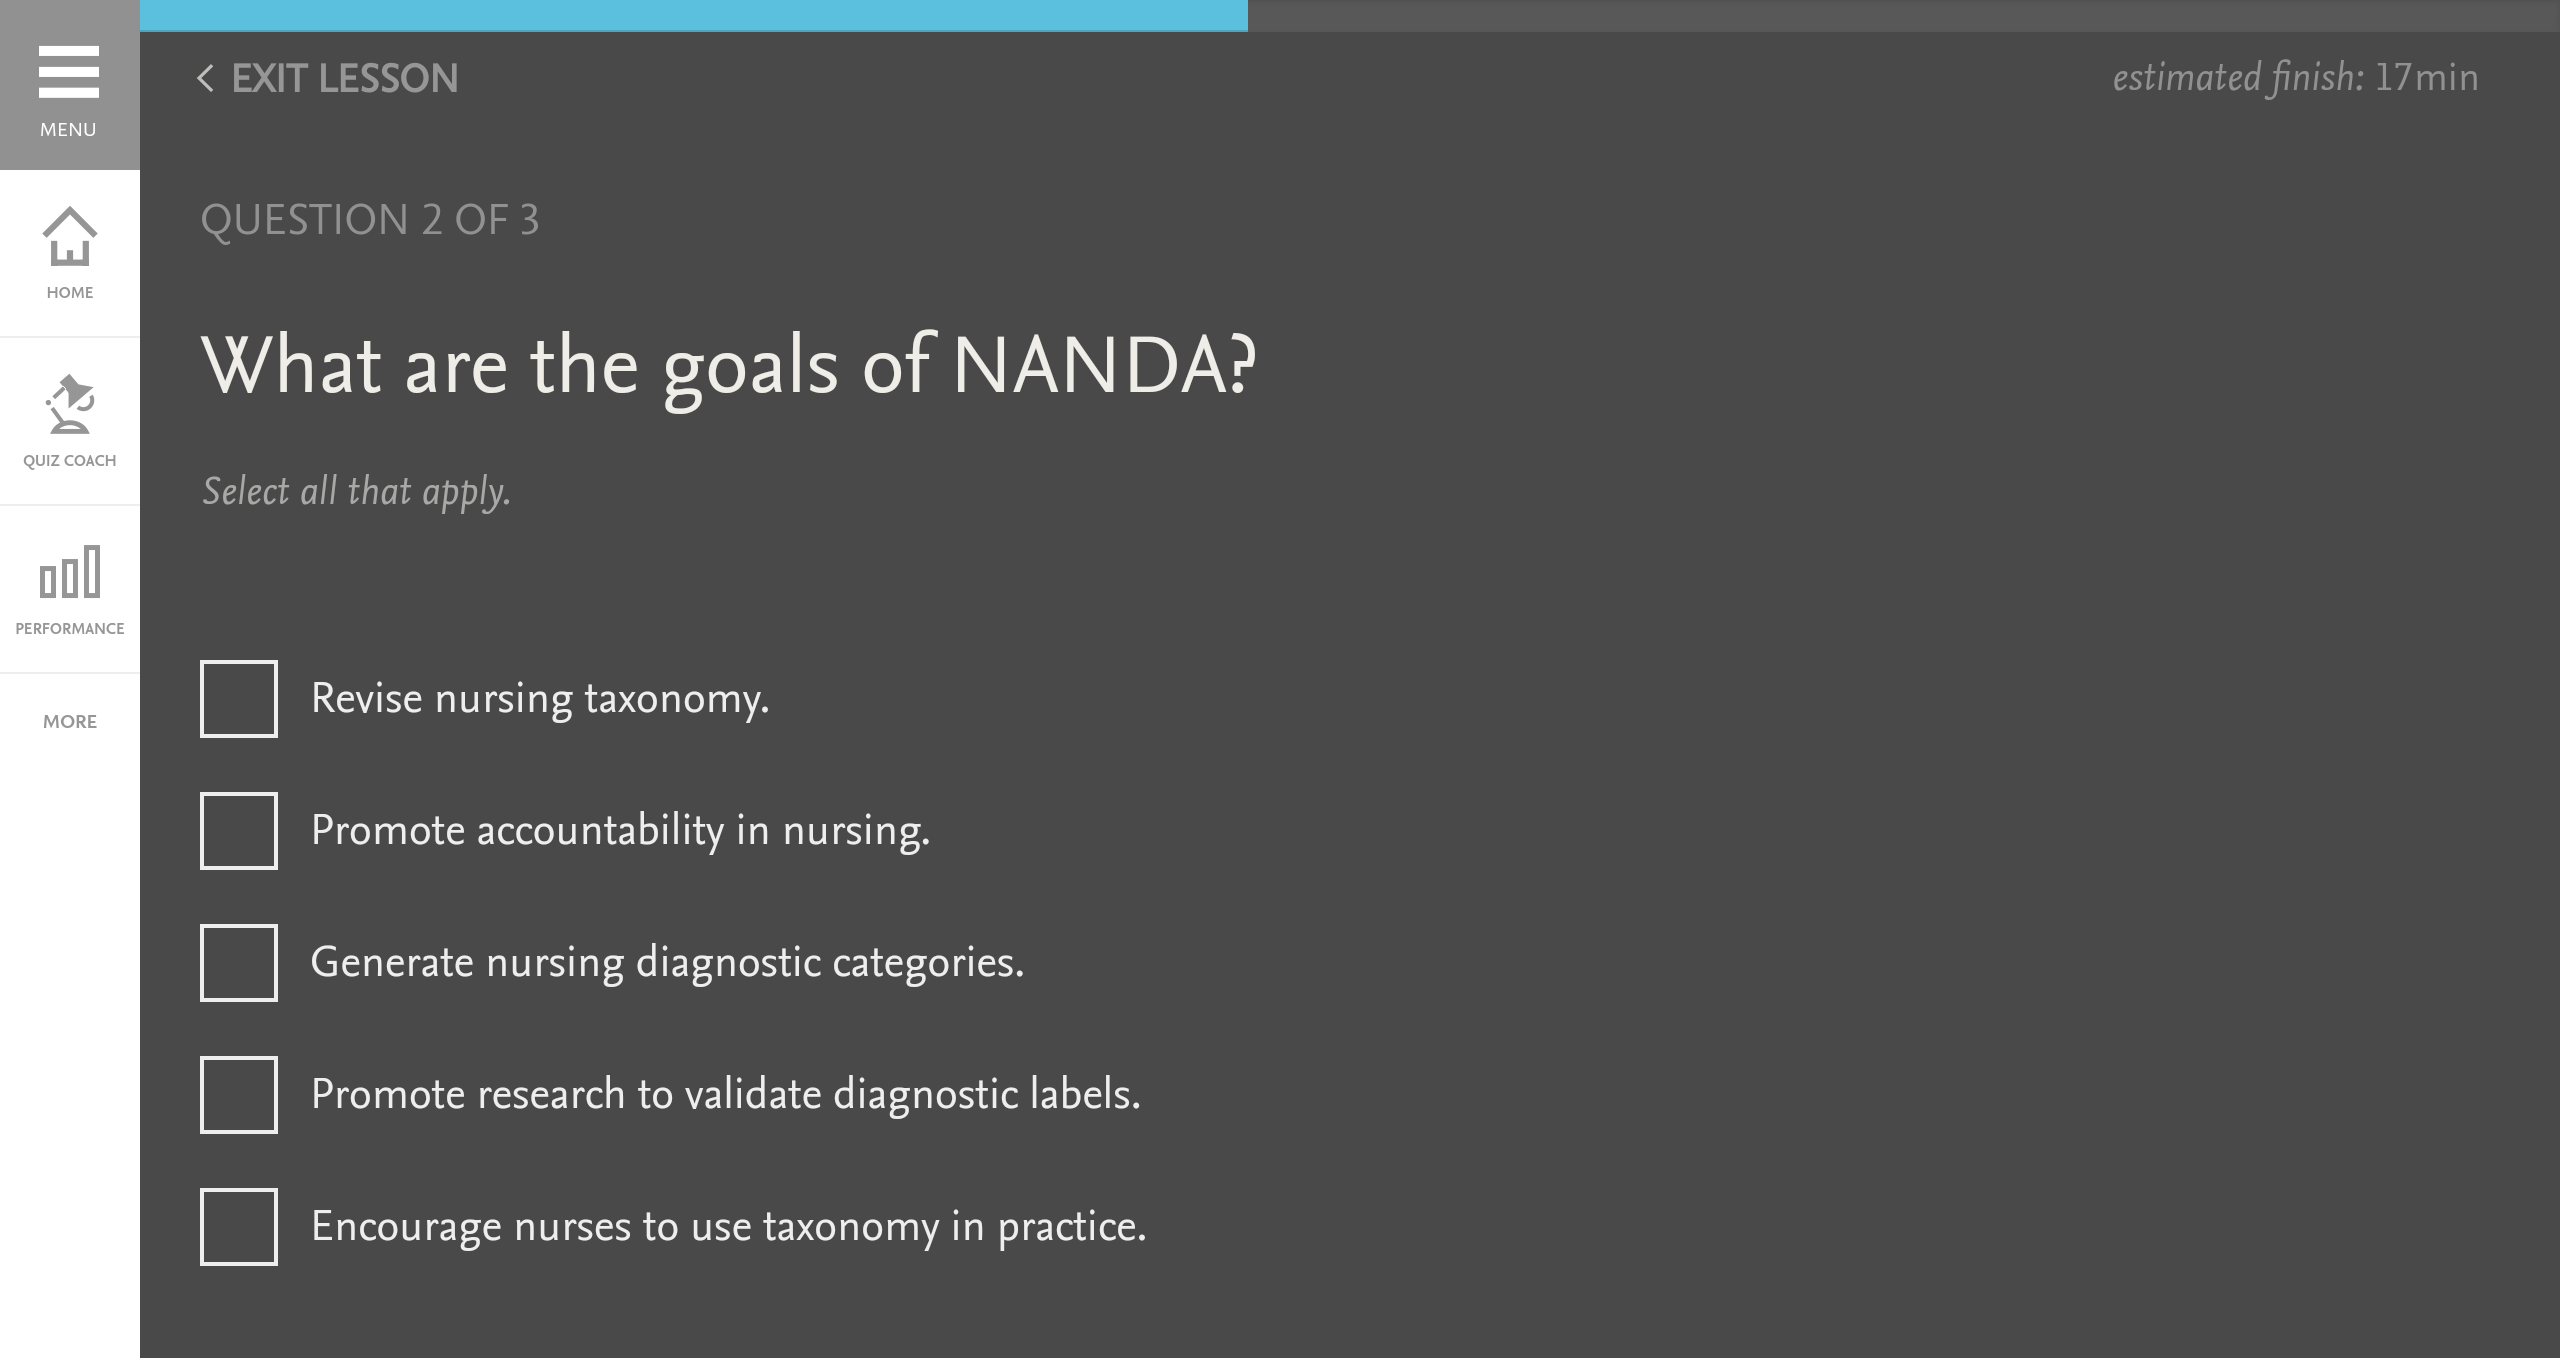 MENU
HOME
QUIZ COACH
PERFORMANCE
MORE
EXIT LESSON
estimated finish: 17min
QUESTION 2 OF 3
What are the goals of NANDA?
Select all that apply.
Revise nursing taxonomy.
Promote accountability in nursing.
Generate nursing diagnostic categories.
Promote research to validate diagnostic labels.
Encourage nurses to use taxonomy in practice.